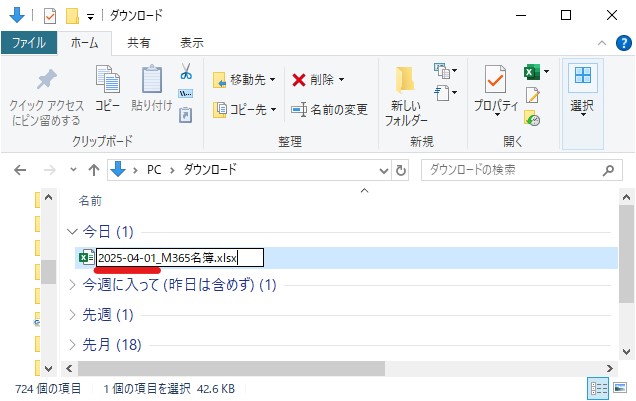 ダウンロード
ファイル ホーム 共有 表示
クイック アクセスにピン留めする コピー 貼り付け
移動先 コピー先 削除 名前の変更
新しいフォルダー プロパティ 選択
クリップボード 整理 新規 開く
PC ダウンロード ダウンロードの検索
名前
今日 (1)
2025-04-01_M365名簿.xlsx
今週に入って (昨日は含めず) (1)
先週 (1)
先月 (18)
724 個の項目 1 個の項目を選択 42.6 KB